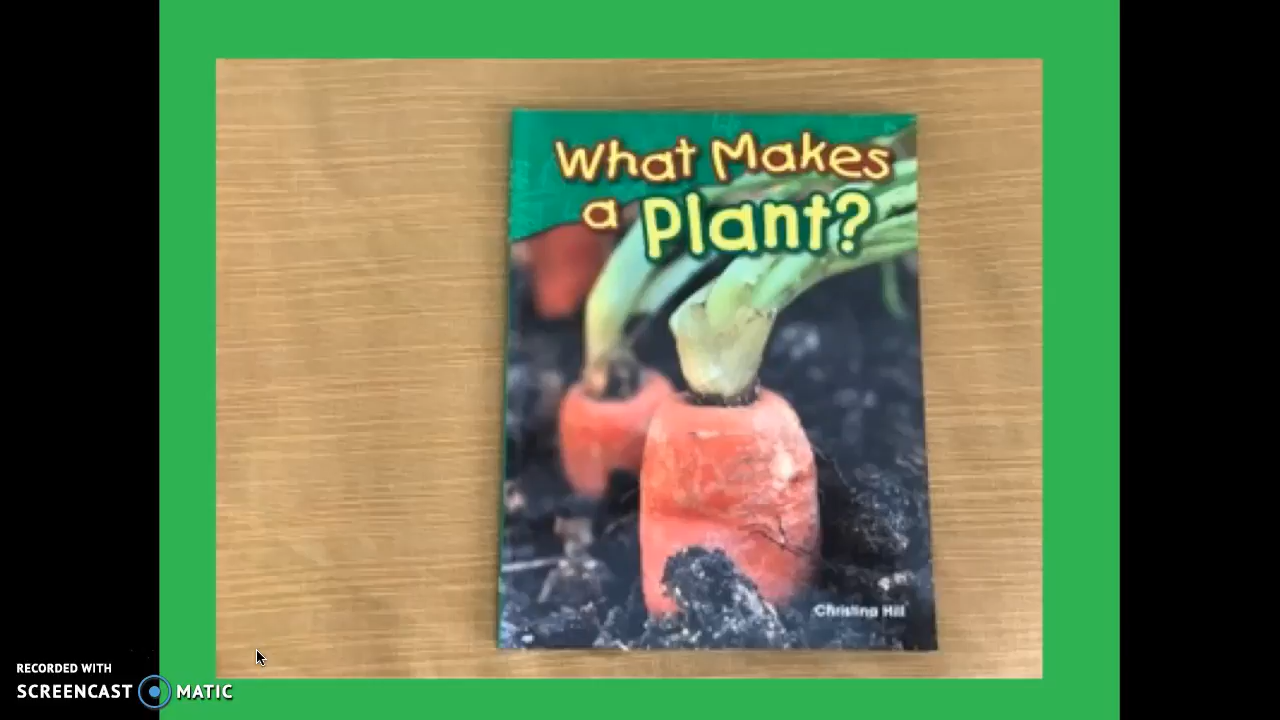 What Makes
a Plant?
Christina Hill
RECORDED WITH
SCREENCAST MATIC